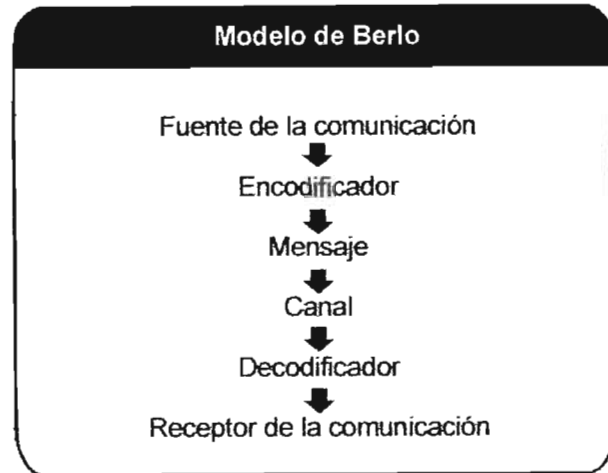 Modelo de Berlo
Fuente de la comunicación
Encodificador
Mensaje
Canal
Decodificador
Receptor de la comunicación